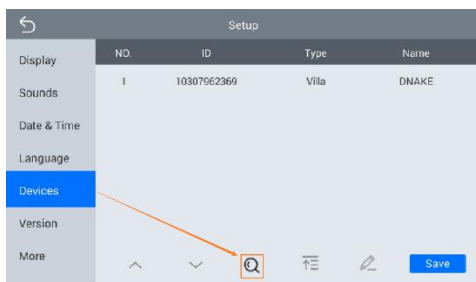 Setup
Display
Sounds
Date & Time
Language
Devices
Version
More
NO. ID Type Name
1 10307962369 Villa DNAKE
Save